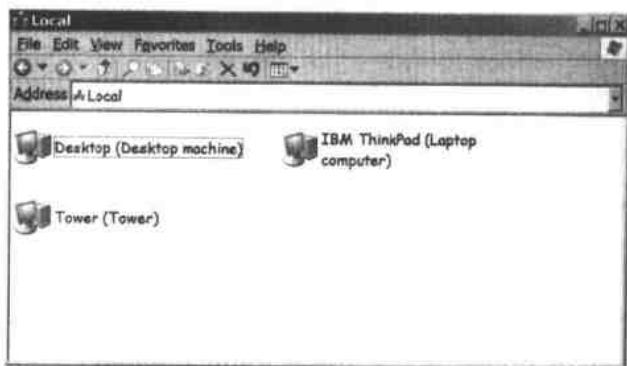 Local
File Edit View Favorites Tools Help
Address Local
Desktop (Desktop machine)
IBM ThinkPad (Laptop
computer)
Tower (Tower)